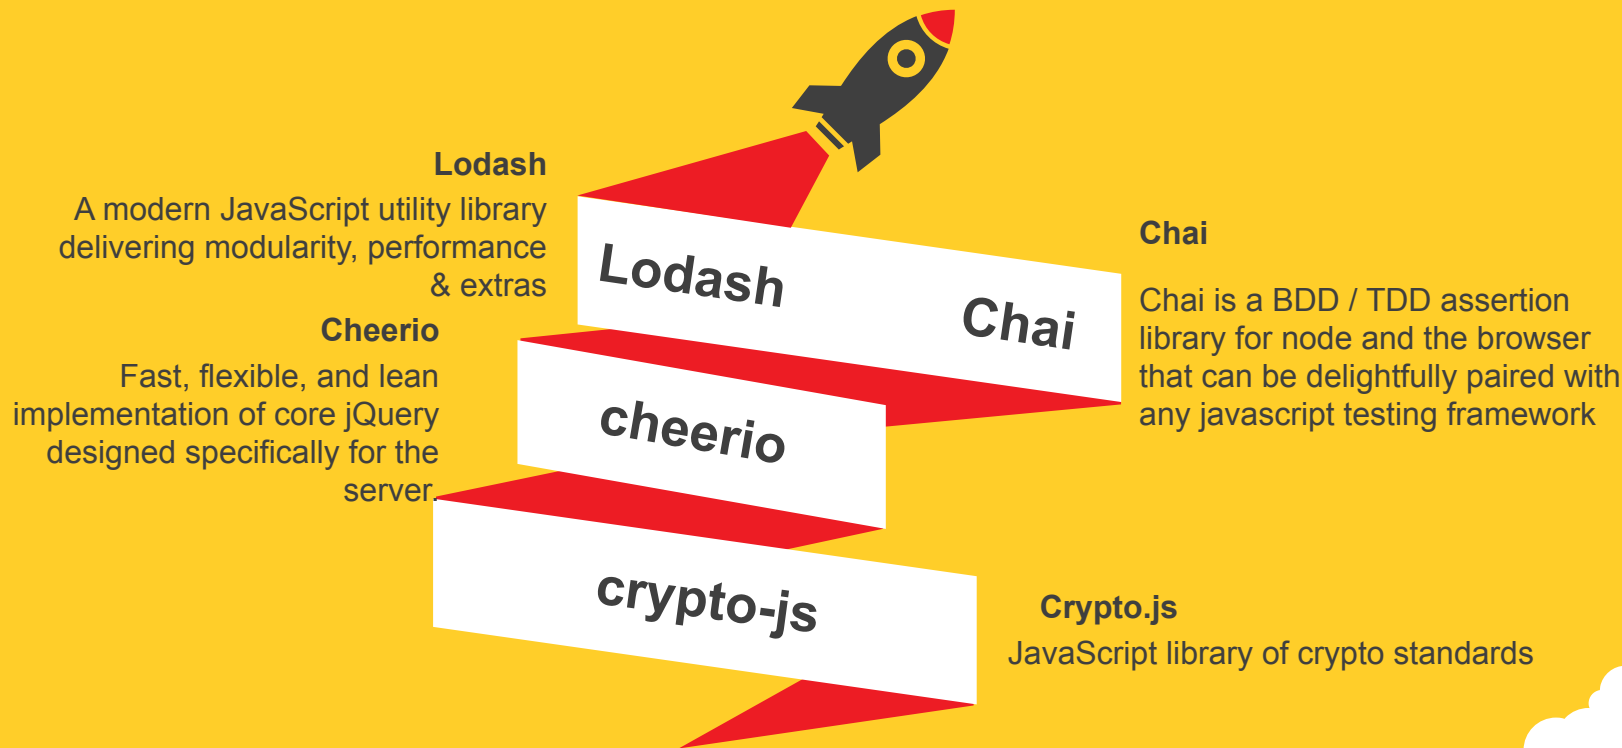 Lodash
A modern JavaScript utility library
delivering modularity, performance
& extras
Cheerio
Fast, flexible, and lean
implementation of core jQuery
designed specifically for the
server.
Lodash
Chai
cheerio
crypto-js
Chai
Chai is a BDD / TDD assertion
library for node and the browser
that can be delightfully paired with
any javascript testing framework
Crypto.js
JavaScript library of crypto standards